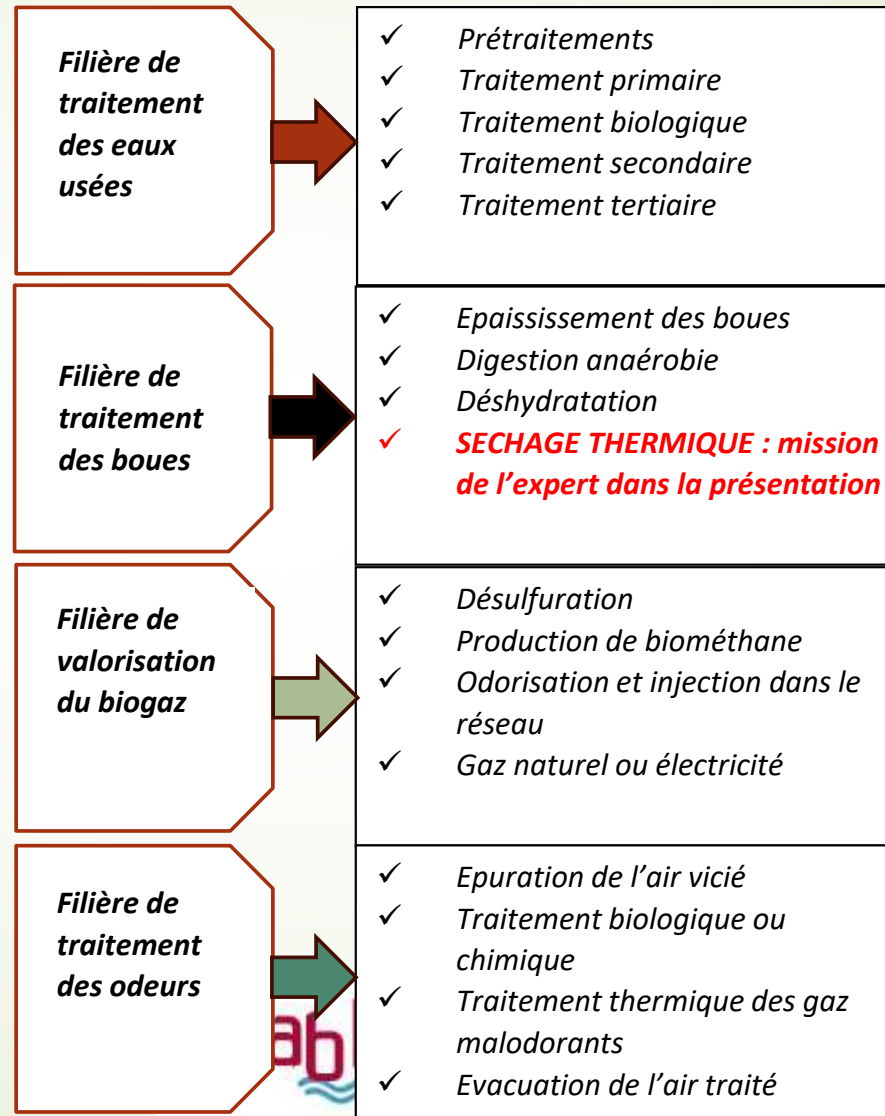 Filière de
traitement
des eaux
usées
✓ Prétraitements
✓ Traitement primaire
✓ Traitement biologique
✓ Traitement secondaire
✓ Traitement tertiaire
Filière de
traitement
des boues
✓ Epaississement des boues
✓ Digestion anaérobie
✓ Déshydratation
✓ SECHAGE THERMIQUE : mission
de l’expert dans la présentation
Filière de
valorisation
du biogaz
✓ Désulfuration
✓ Production de biométhane
✓ Odorisation et injection dans le
réseau
✓ Gaz naturel ou électricité
Filière de
traitement
des odeurs
✓ Epuration de l’air vicié
✓ Traitement biologique ou
chimique
✓ Traitement thermique des gaz
malodorants
✓ Evacuation de l’air traité